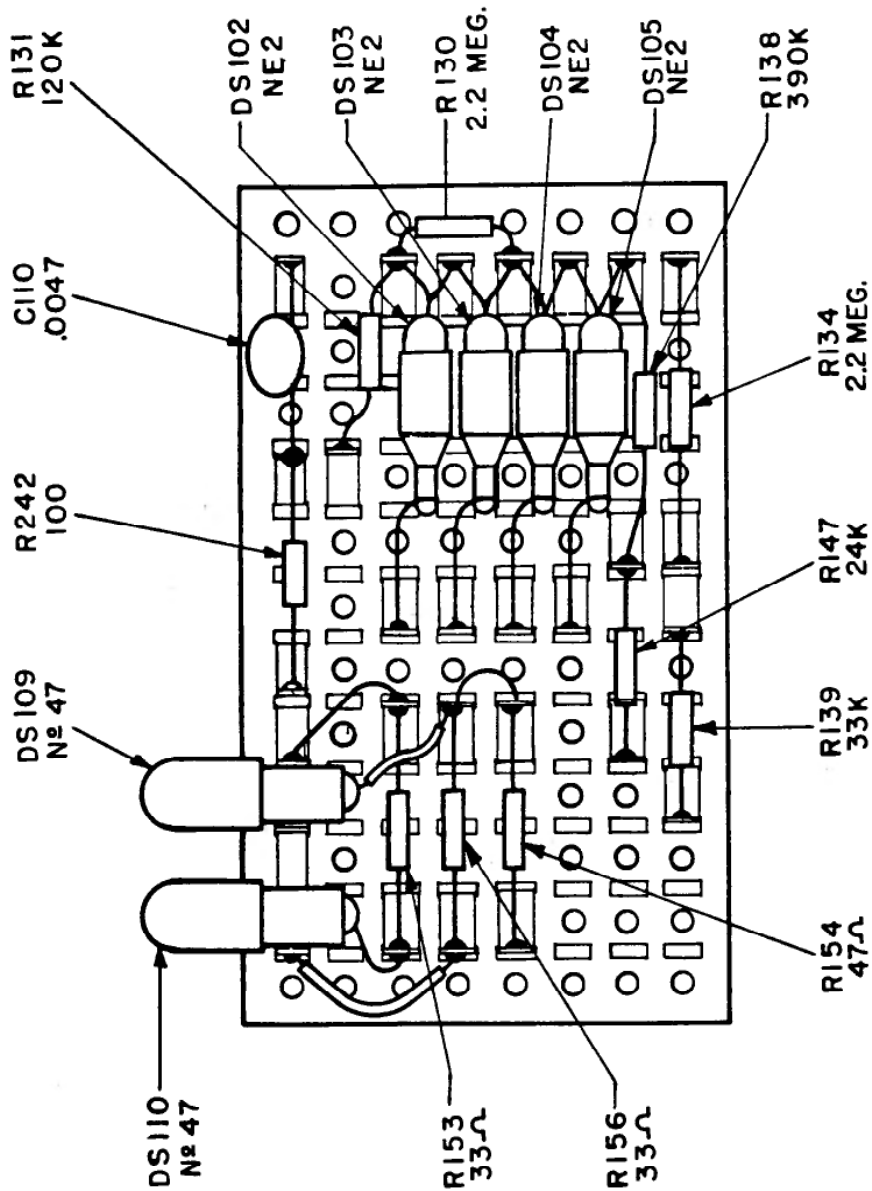 DS110
Nº 47
DS109
Nº 47
R242
100
C110
.0047
R131
120K
DS102
NE2
DS103
NE2
R130
2.2 MEG.
DS104
NE2
DS105
NE2
R138
390K
R153
33Ω
R156
33Ω
R154
47Ω
R139
33K
R147
24K
R134
2.2 MEG.